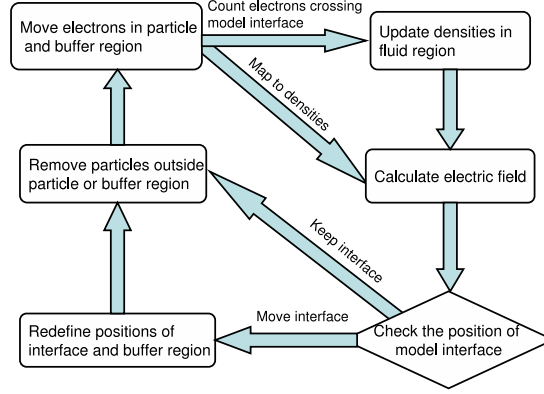 Move electrons in particle
and buffer region
Count electrons crossing
model interface
Update densities in
fluid region
Map to densities
Remove particles outside
particle or buffer region
Calculate electric field
Keep interface
Move interface
Redefine positions of
interface and buffer region
Check the position of
model interface